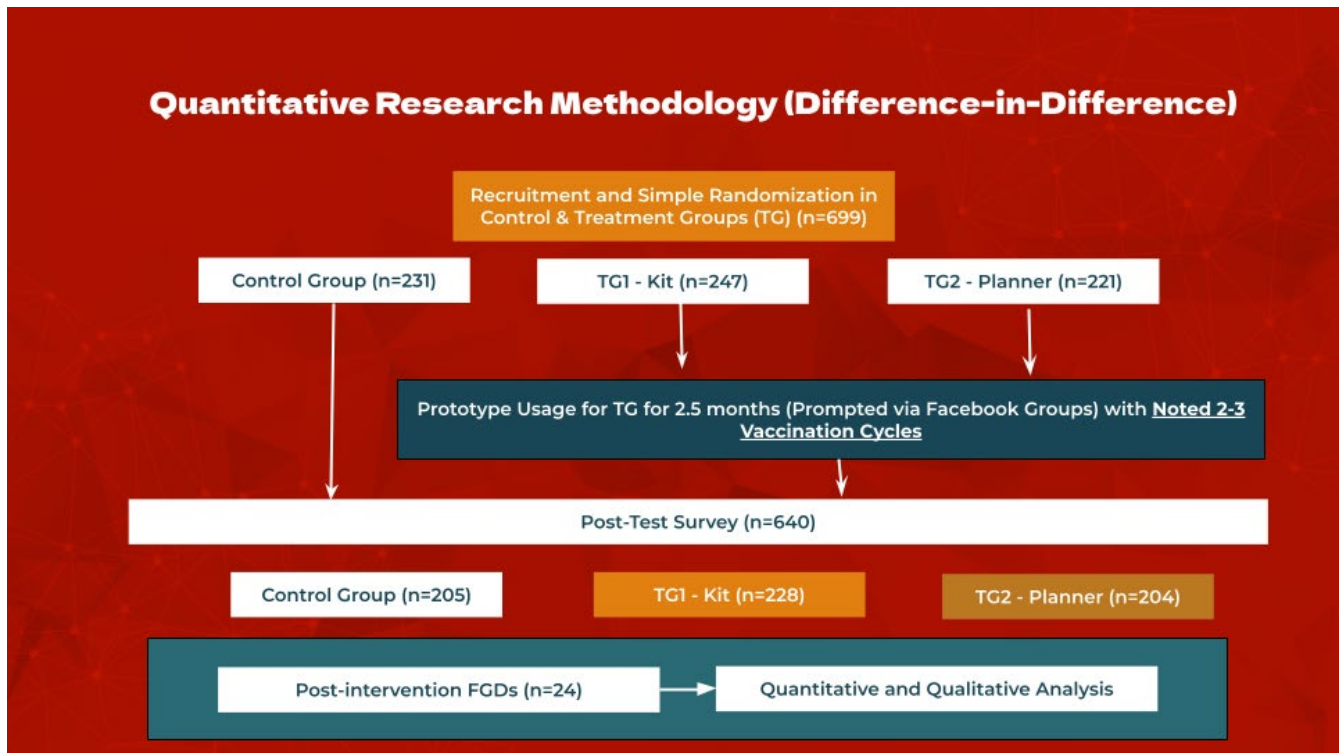 Quantitative Research Methodology (Difference-in-Difference)
Recruitment and Simple Randomization in
Control & Treatment Groups (TG) (n=699)
Control Group (n=231)
TG1 - Kit (n=247)
TG2 - Planner (n=221)
Prototype Usage for TG for 2.5 months (Prompted via Facebook Groups) with Noted 2-3
Vaccination Cycles
Post-Test Survey (n=640)
Control Group (n=205)
TG1 - Kit (n=228)
TG2 - Planner (n=204)
Post-intervention FGDs (n=24)
Quantitative and Qualitative Analysis